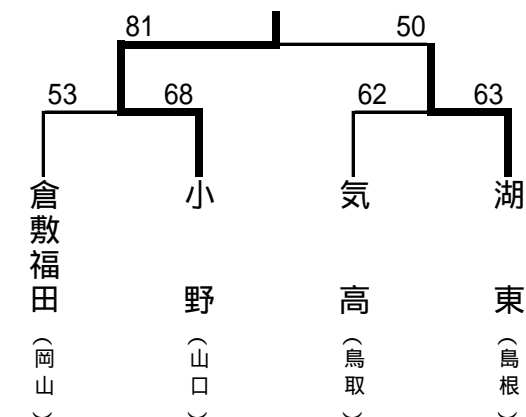 81 50
53 68 62 63
倉敷福田（岡山）
小野（山口）
気高（鳥取）
湖東（島根）